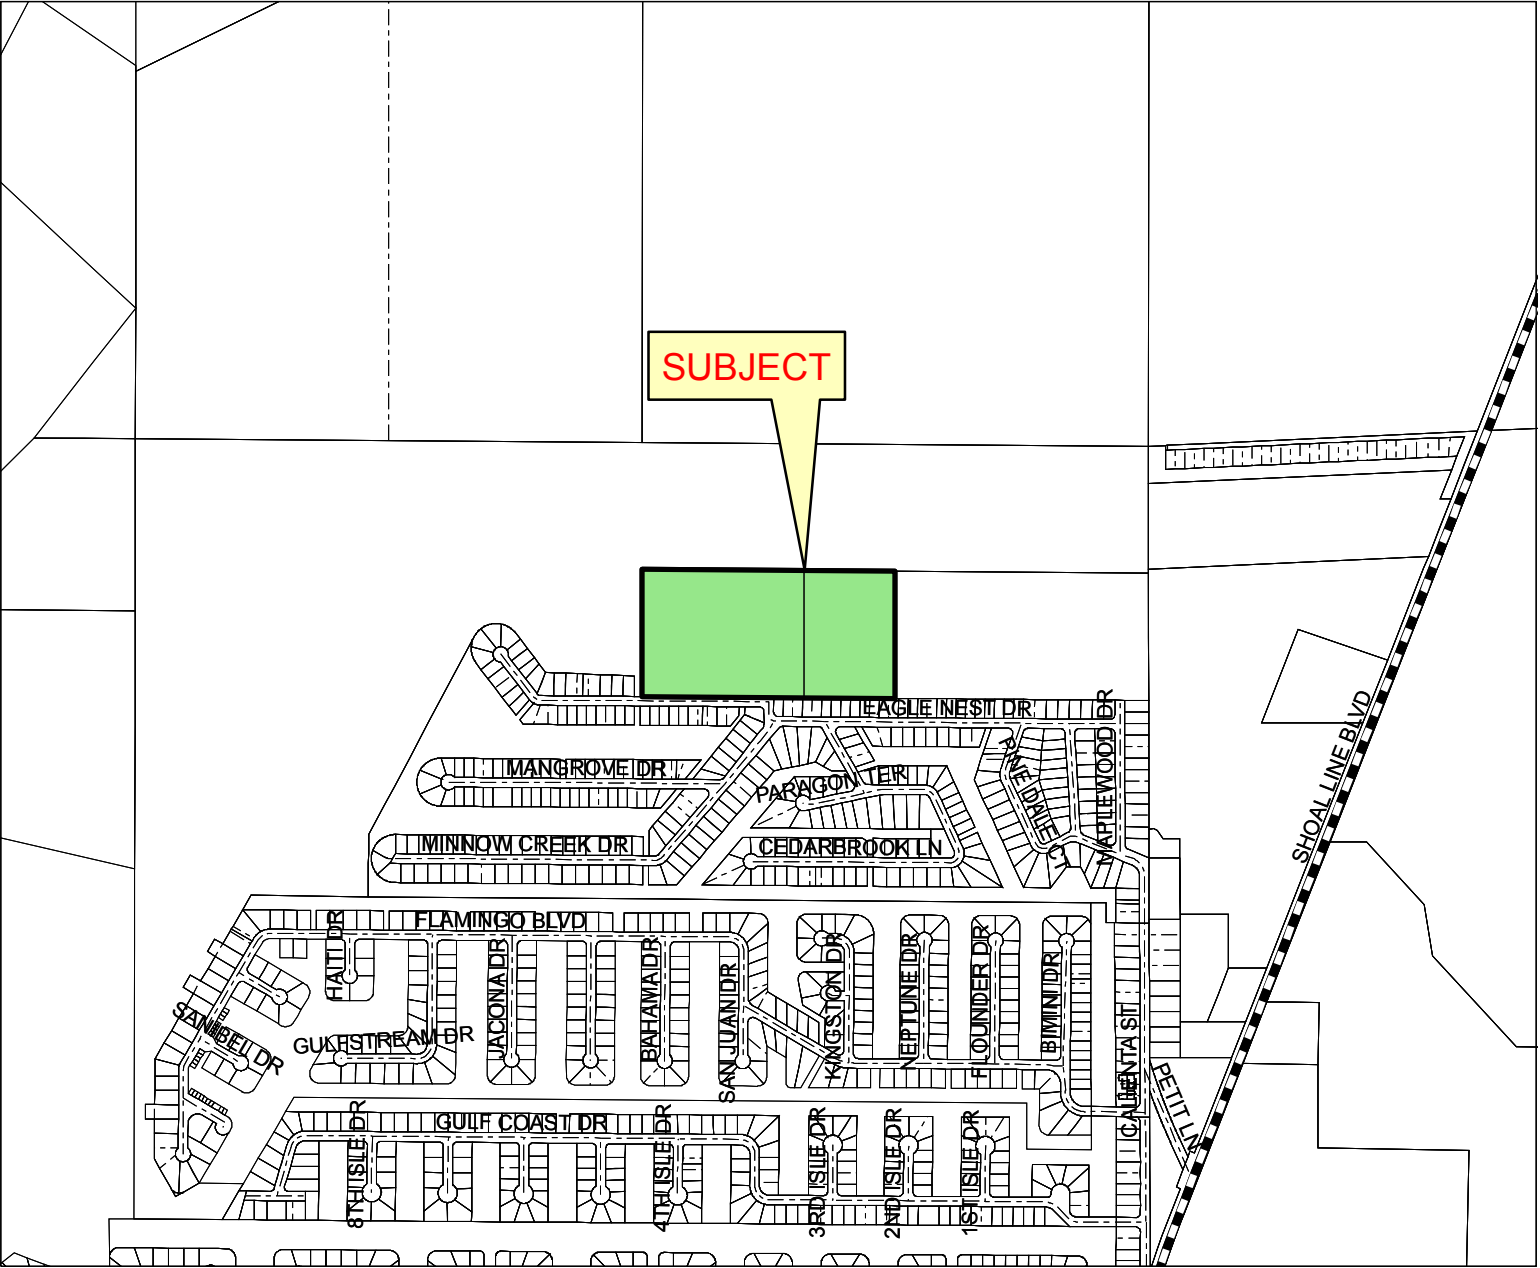 SUBJECT
EAGLE NEST DR
MAPLEWOOD DR
PINE DALE CT
MANGROVE DR
PARAGON TER
SHOAL LINE BLVD
MINNOW CREEK DR
CEDARBROOK LN
FLAMINGO BLVD
HAITI DR
JACONA DR
BAHAMA DR
SAN JUAN DR
KINGSTON DR
NEPTUNE DR
FLOUNDER DR
BIMINI DR
SANIBEL DR
GULFSTREAM DR
PETIT LN
GULF COAST DR
8TH ISLE DR
4TH ISLE DR
3RD ISLE DR
2ND ISLE DR
1ST ISLE DR